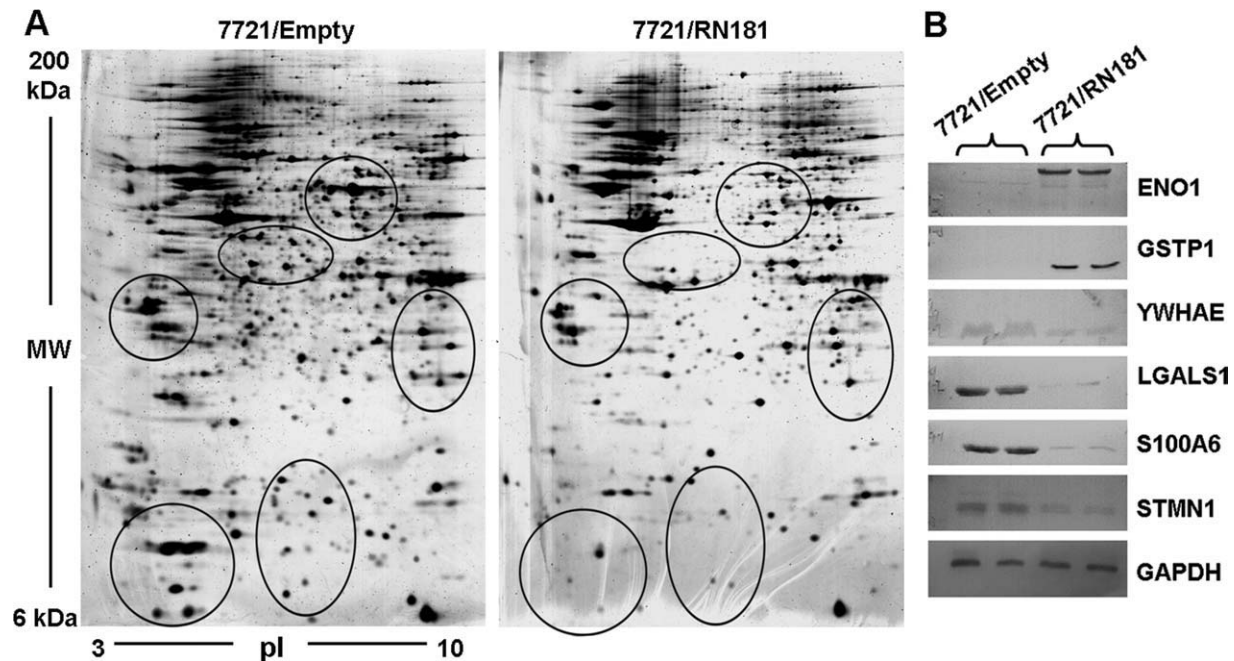 A
7721/Empty
7721/RN181
200
kDa
MW
6 kDa
3
pI
10
B
7721/Empty
7721/RN181
ENO1
GSTP1
YWHAE
LGALS1
S100A6
STMN1
GAPDH